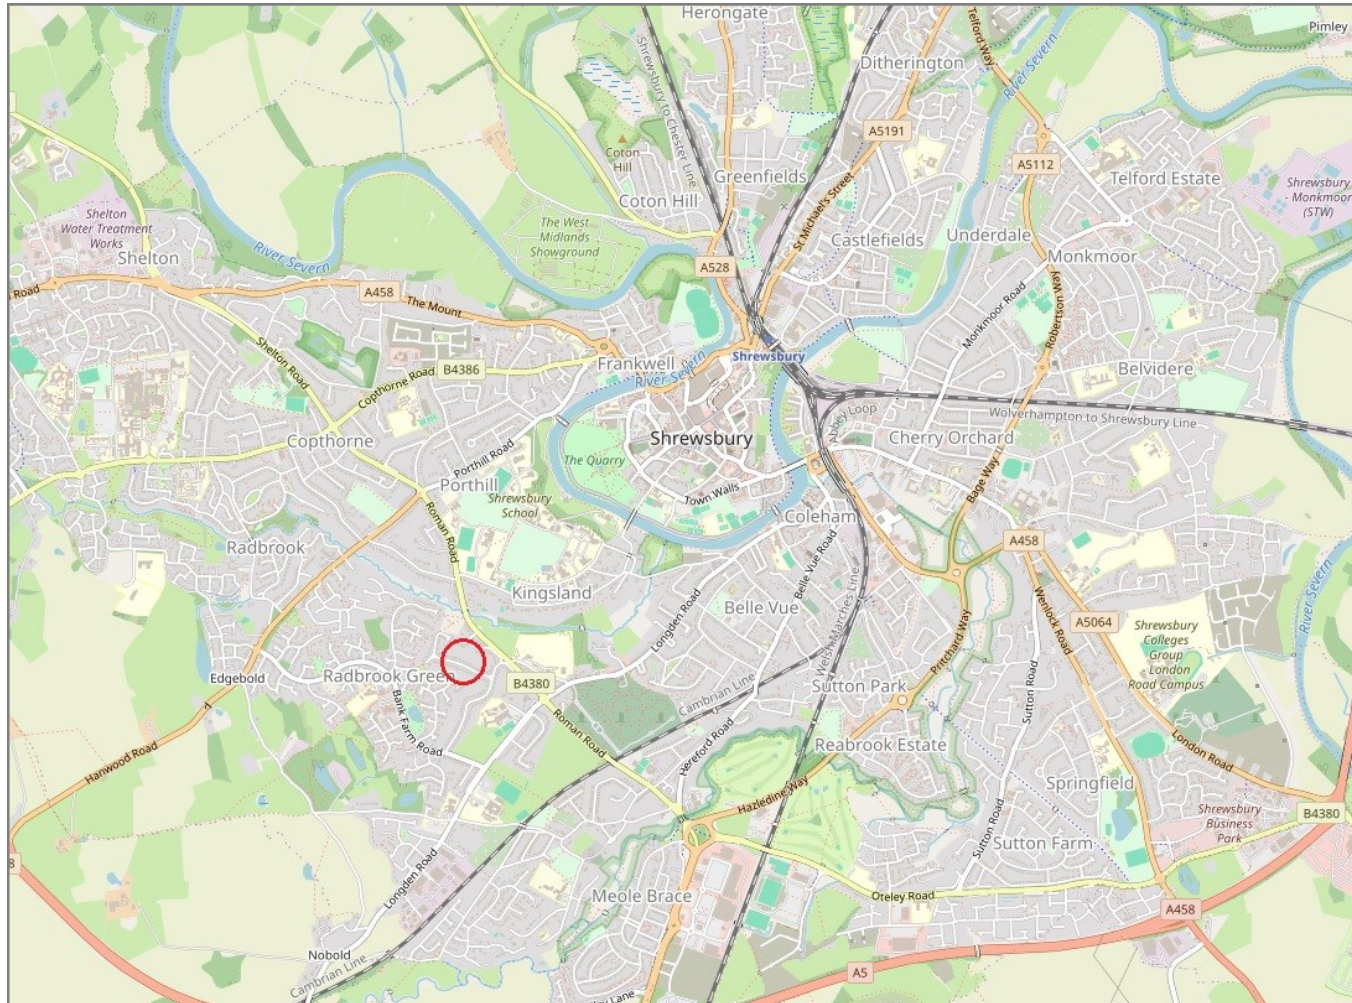 Herongate
Telford Way
Pimley
Ditherington
River Severn
Shrewsbury to Chester Line
A5191
Coton
Hill
Greenfields
A5112
Telford Estate
Shrewsbury
- Monkmoor
(STW)
Coton Hill
St Michael's Street
Shelton
Water Treatment
Works
The West
Midlands
Showground
Castlefields
Underdale
Shelton
River Severn
Monkmoor
A528
Road
A458
The Mount
Monkmoor Road
Robertson Way
Shelton Road
Frankwell
Shrewsbury
River Severn
B4386
Copthorne Road
Belvidere
Wolverhampton to Shrewsbury Line
Abbey Loop
Copthorne
Shrewsbury
Cherry Orchard
Porthill Road
The Quarry
Bage Way
Porthill
Shrewsbury
School
Town Walls
Coleham
Roman Road
Radbrook
A458
Belle Vue Road
Kingsland
Longden Road
Belle Vue
Welsh Marches Line
Wenlock Road
A5064
River Severn
Pritchard Way
Shrewsbury
Colleges
Group
London
Road Campus
Edgebold
Radbrook Green
B4380
Cambrian Line
Sutton Park
Sutton Road
Bank Farm Road
Roman Road
Hereford Road
Reabrook Estate
Hanwood Road
London Road
Hazledine Way
Springfield
Shrewsbury
Business
Park
B4380
Sutton Road
Sutton Farm
8
Longden Road
Meole Brace
Oteley Road
A458
Nobold
Cambrian Line
A5
ley Lane